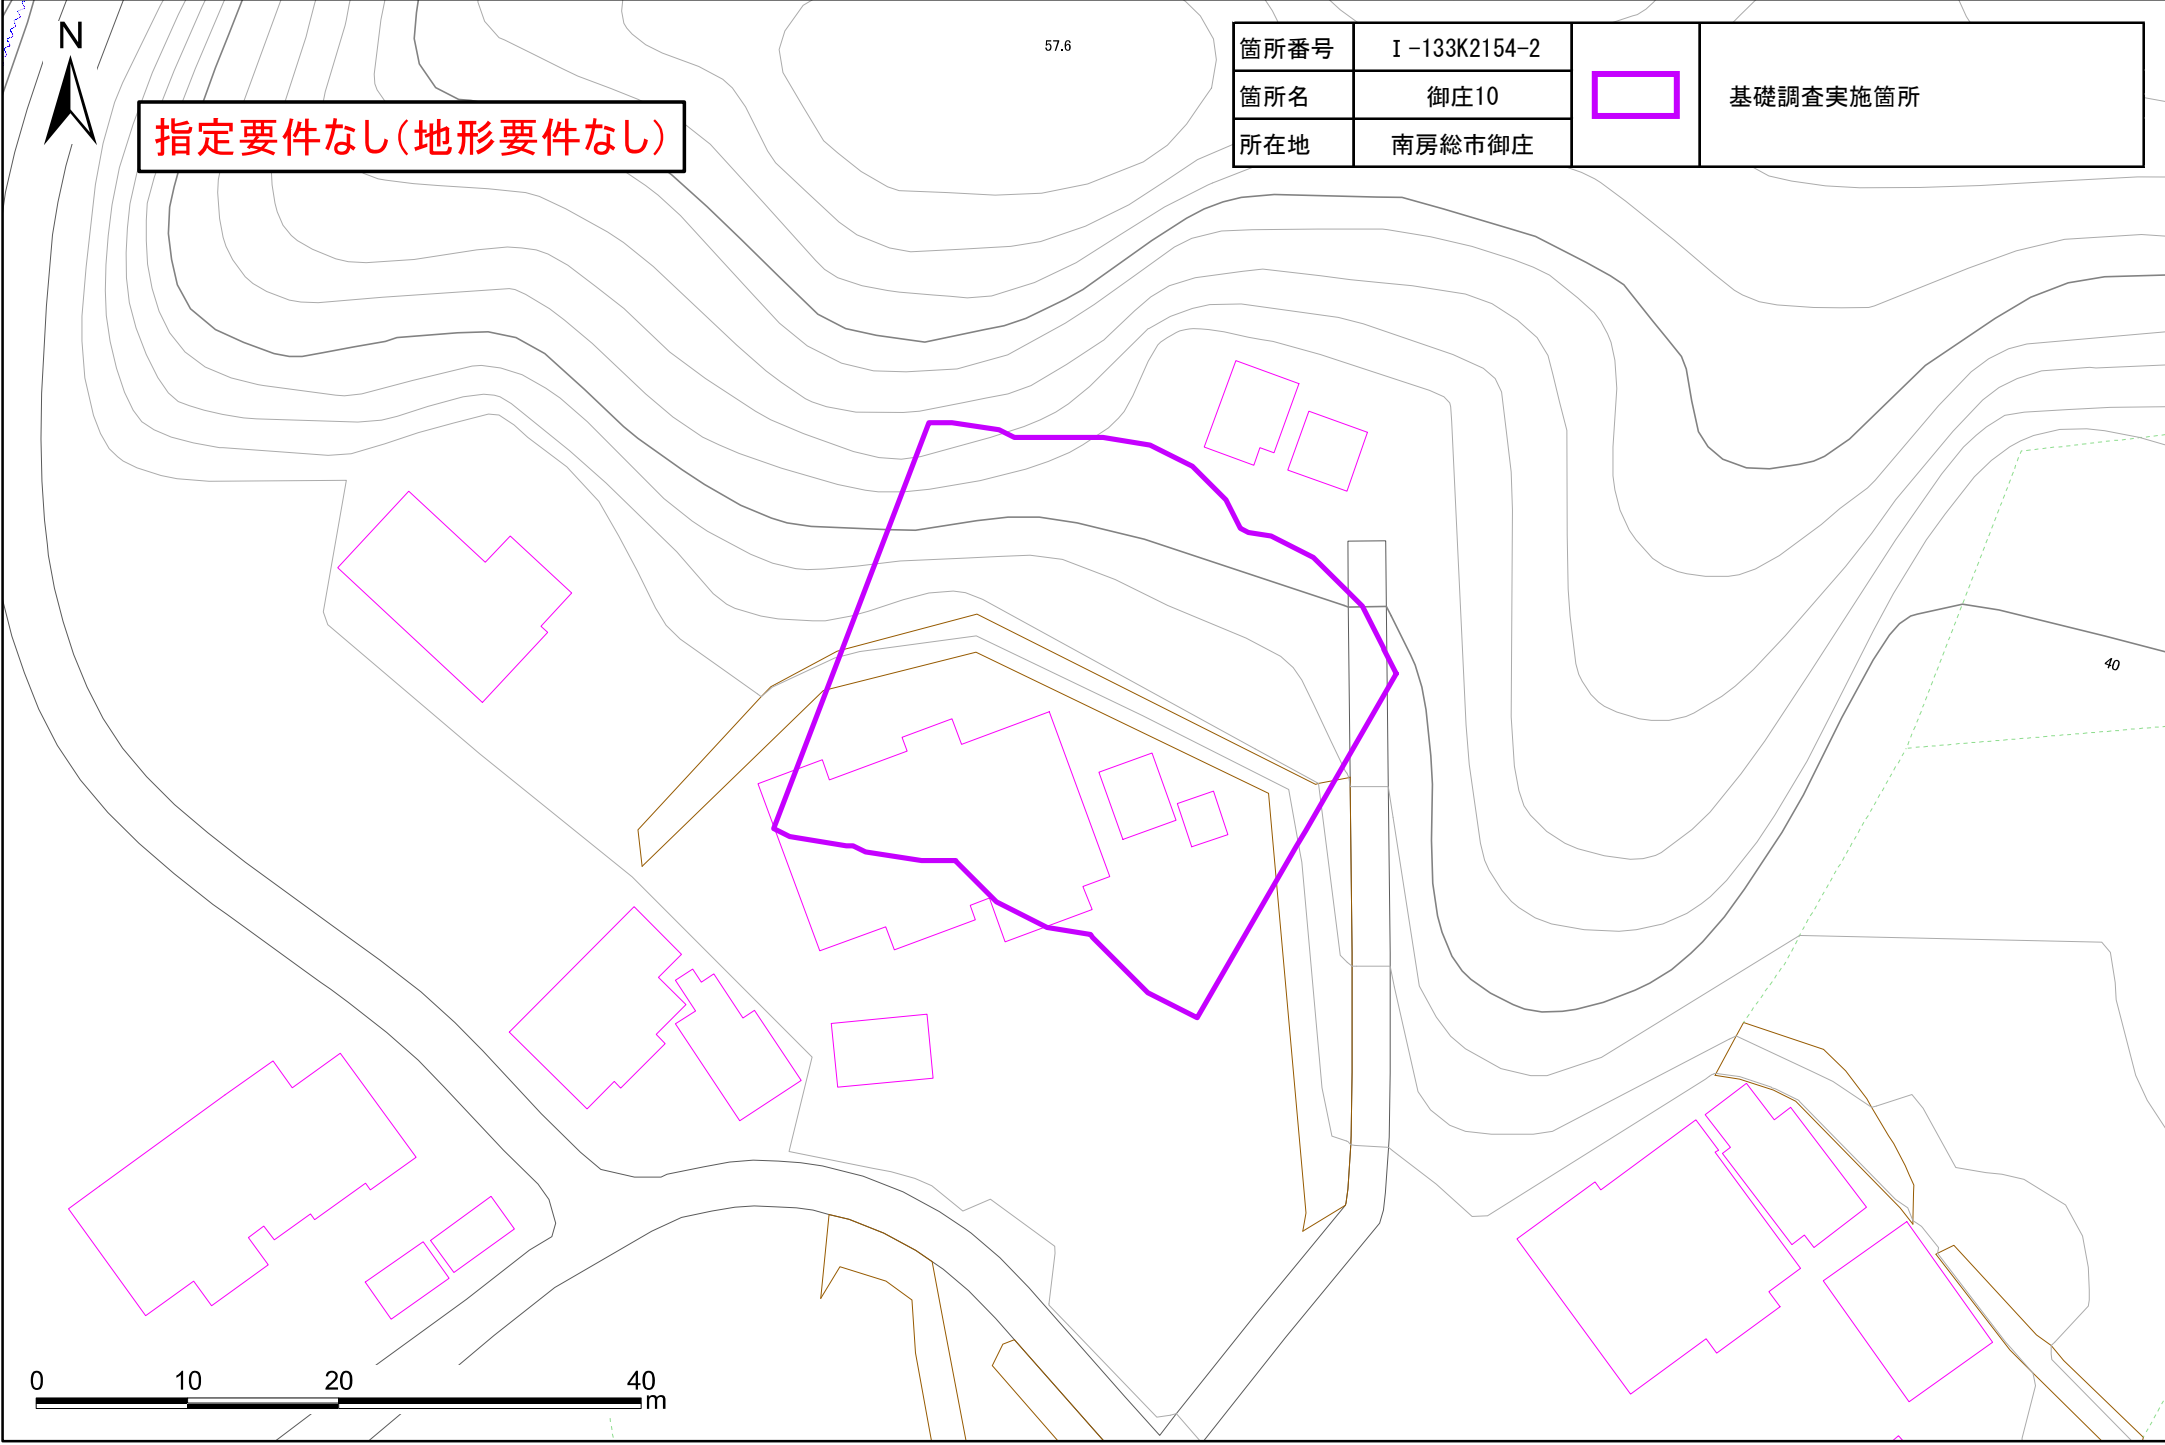 N
57.6
指定要件なし(地形要件なし)
箇所番号 Ⅰ-133K2154-2
箇所名 御庄10
所在地 南房総市御庄
基礎調査実施箇所
40
0 10 20 40
m